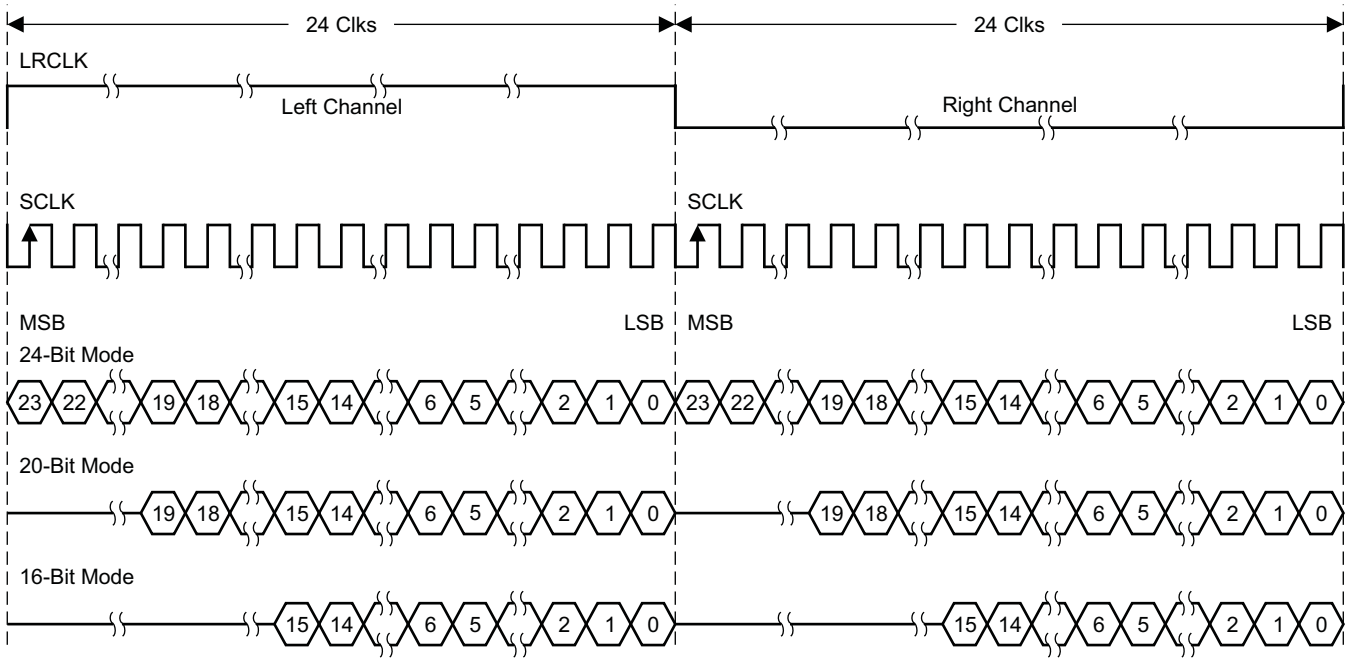 24 Clks 24 Clks
LRCLK
Left Channel Right Channel
SCLK SCLK
MSB LSB MSB LSB
24-Bit Mode
23 22 19 18 15 14 6 5 2 1 0 23 22 19 18 15 14 6 5 2 1 0
20-Bit Mode
19 18 15 14 6 5 2 1 0 19 18 15 14 6 5 2 1 0
16-Bit Mode
15 14 6 5 2 1 0 15 14 6 5 2 1 0